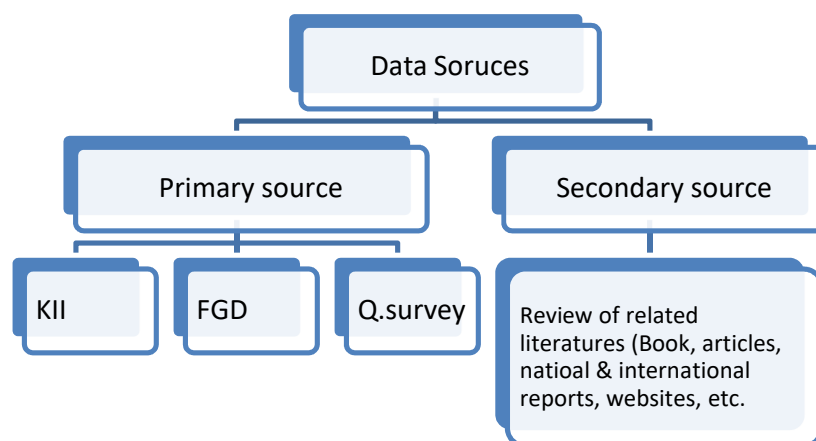 Data Soruces
Primary source
Secondary source
KII
FGD
Q.survey
Review of related
literatures (Book, articles,
natioal & international
reports, websites, etc.